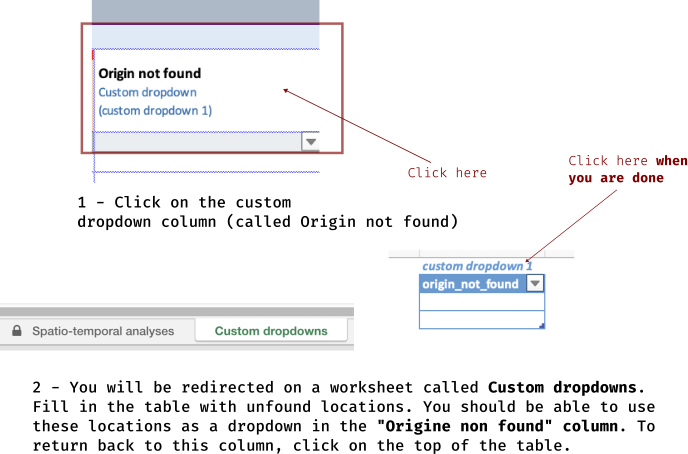 Origin not found
Custom dropdown
(custom dropdown 1)
Click here
Click here when
you are done
1 - Click on the custom
dropdown column (called Origin not found)
custom dropdown 1
origin_not_found
Spatio-temporal analyses
Custom dropdowns
2 - You will be redirected on a worksheet called Custom dropdowns.
Fill in the table with unfound locations. You should be able to use
these locations as a dropdown in the "Origine non found" column. To
return back to this column, click on the top of the table.